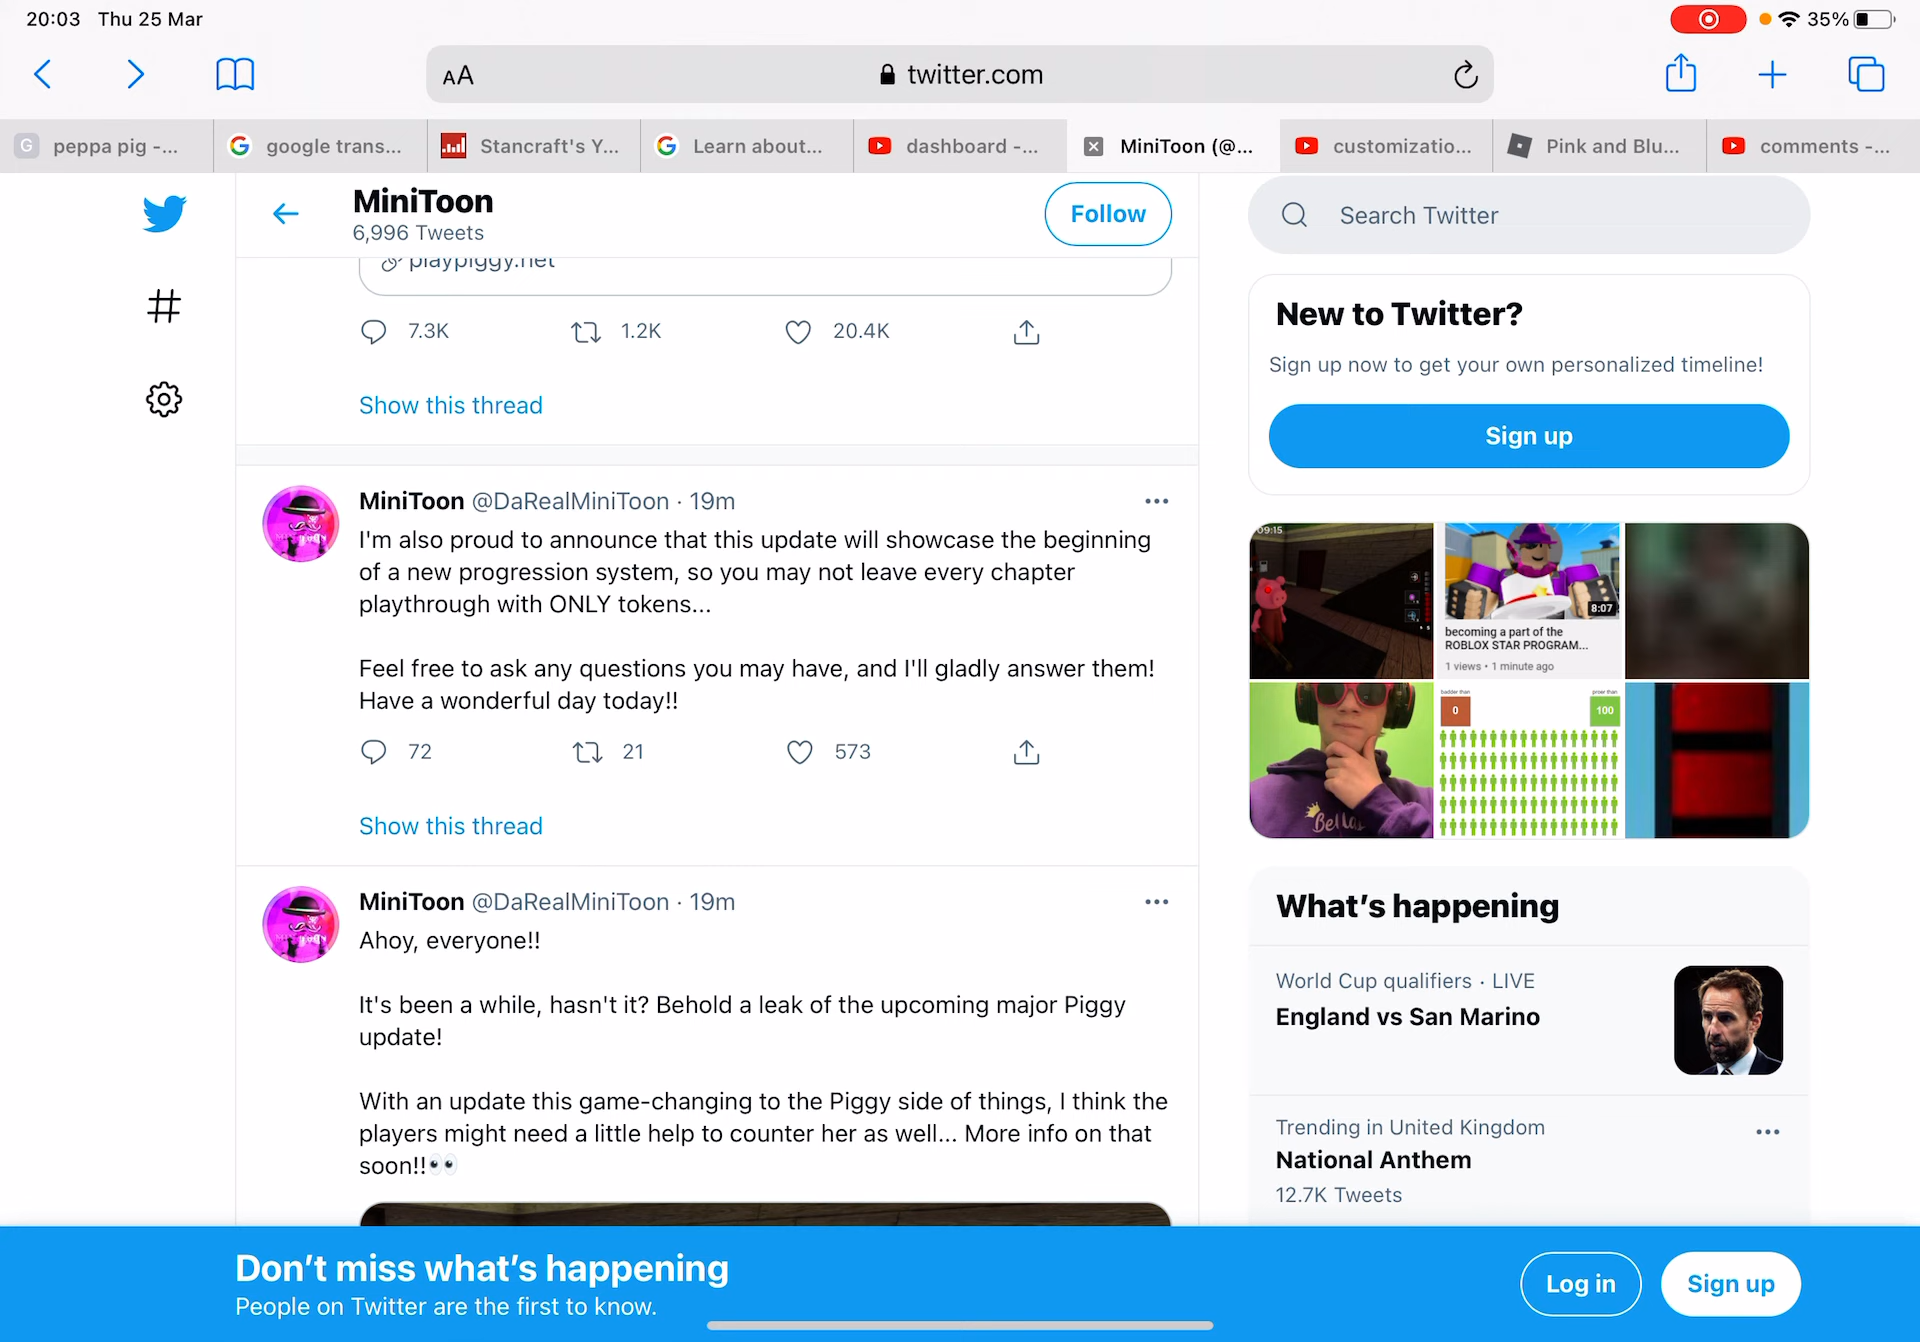 20:03 Thu 25 Mar
35%
AA
twitter.com
peppa pig -...
google trans...
Stancraft's Y...
Learn about...
dashboard -...
MiniToon (@...
customizatio...
Pink and Blu...
comments -...
MiniToon
6,996 Tweets
Follow
playpiggy.net
7.3K
1.2K
20.4K
Show this thread
MiniToon @DaRealMiniToon · 19m
I'm also proud to announce that this update will showcase the beginning
of a new progression system, so you may not leave every chapter
playthrough with ONLY tokens...
Feel free to ask any questions you may have, and I'll gladly answer them!
Have a wonderful day today!!
72
21
573
Show this thread
MiniToon @DaRealMiniToon · 19m
Ahoy, everyone!!
It's been a while, hasn't it? Behold a leak of the upcoming major Piggy
update!
With an update this game-changing to the Piggy side of things, I think the
players might need a little help to counter her as well... More info on that
soon!!👀
Search Twitter
New to Twitter?
Sign up now to get your own personalized timeline!
Sign up
09:15
8:07
becoming a part of the
ROBLOX STAR PROGRAM...
1 views • 1 minute ago
0
100
What's happening
World Cup qualifiers · LIVE
England vs San Marino
Trending in United Kingdom
National Anthem
12.7K Tweets
Don't miss what's happening
People on Twitter are the first to know.
Log in
Sign up